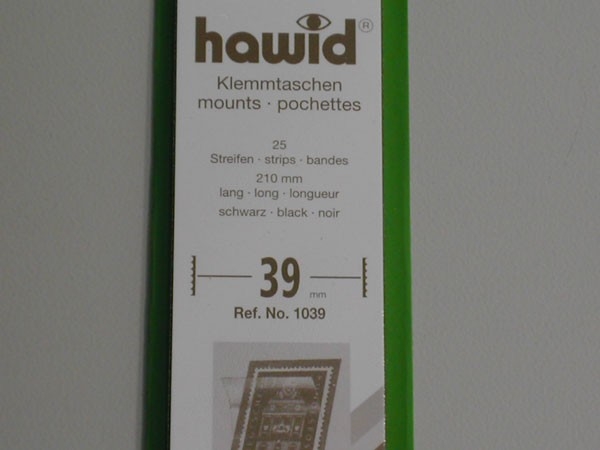 hawid®
Klemmtaschen
mounts · pochettes
25
Streifen · strips · bandes
210 mm
lang · long · longueur
schwarz · black · noir
39 mm
Ref. No. 1039